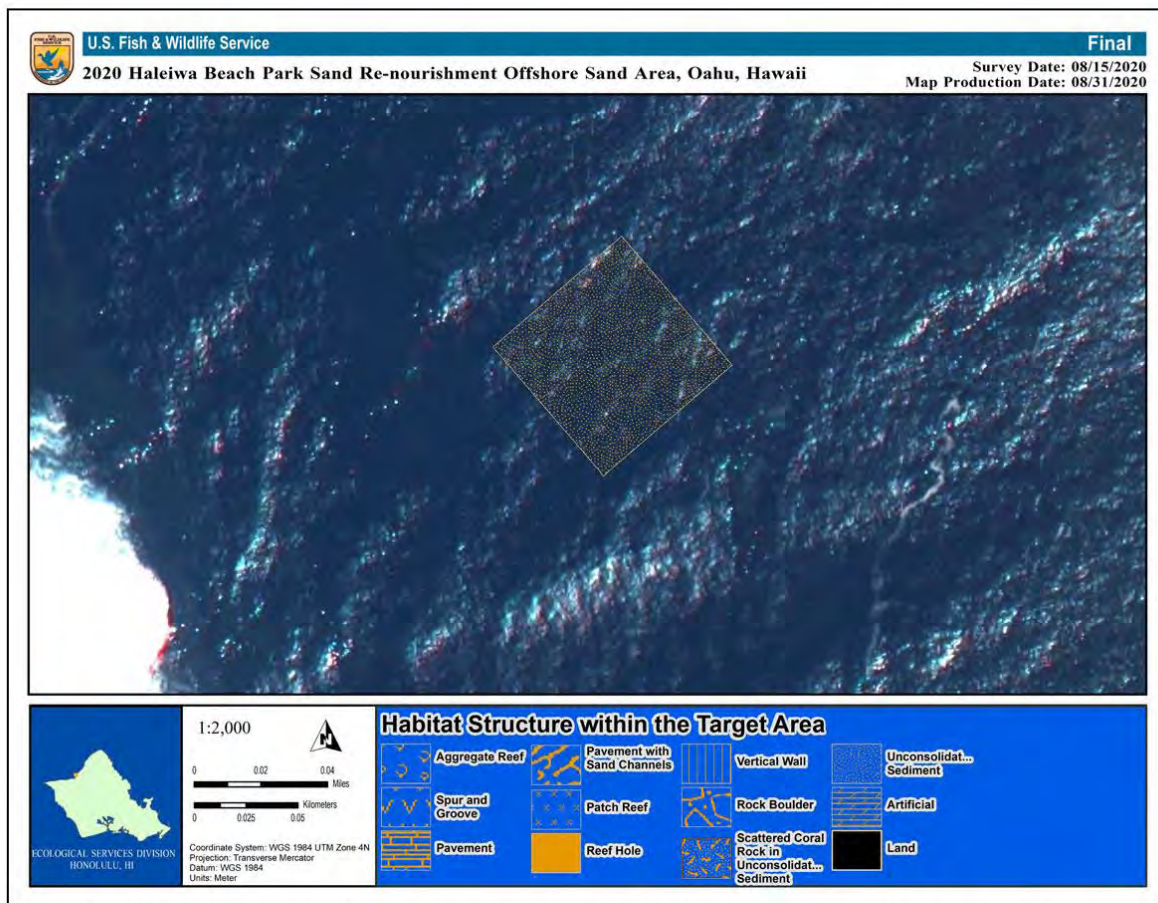 U.S. Fish & Wildlife Service
Final
2020 Haleiwa Beach Park Sand Re-nourishment Offshore Sand Area, Oahu, Hawaii
Survey Date: 08/15/2020
Map Production Date: 08/31/2020
ECOLOGICAL SERVICES DIVISION
HONOLULU, HI
1:2,000
N
0 0.02 0.04
Miles
Kilometers
0 0.025 0.05
Coordinate System: WGS 1984 UTM Zone 4N
Projection: Transverse Mercator
Datum: WGS 1984
Units: Meter
Habitat Structure within the Target Area
Aggregate Reef
Spur and
Groove
Pavement
Pavement with
Sand Channels
Patch Reef
Reef Hole
Vertical Wall
Rock Boulder
Scattered Coral
Rock in
Unconsolidat...
Sediment
Unconsolidat...
Sediment
Artificial
Land